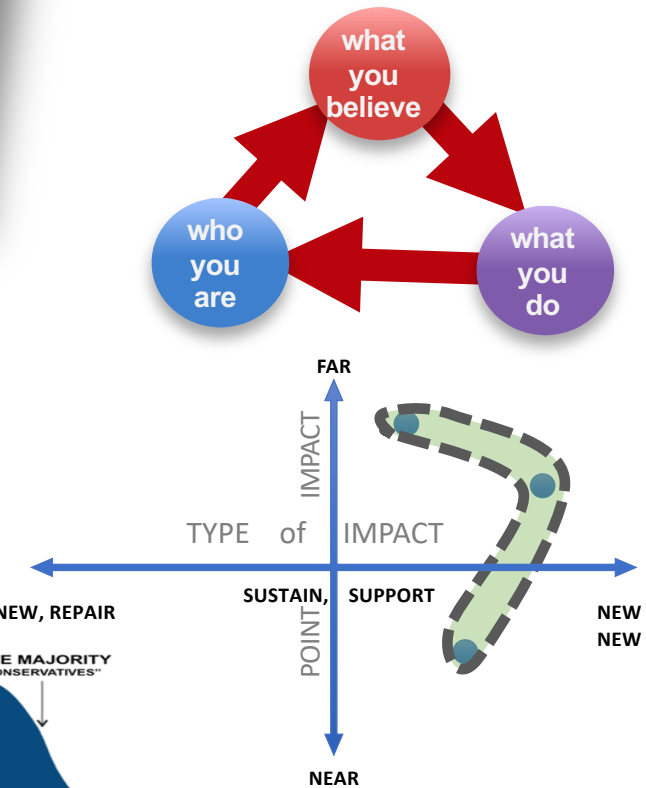 what
you
believe
who
you
are
what
you
do
FAR
IMPACT
TYPE of IMPACT
SUSTAIN, SUPPORT
NEW, REPAIR
NEW
NEW
POINT
MAJORITY
NEAR